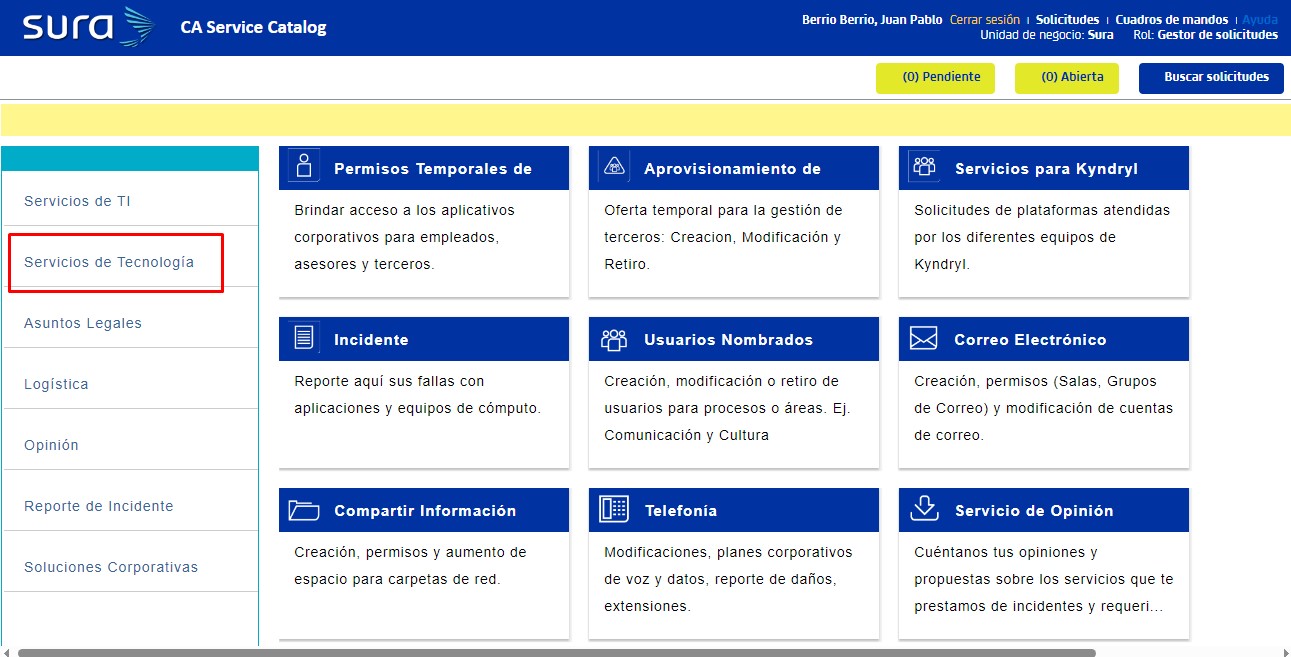 sura
CA Service Catalog
Berrio Berrio, Juan Pablo Cerrar sesión | Solicitudes | Cuadros de mandos | Ayuda
Unidad de negocio: Sura Rol: Gestor de solicitudes
(0) Pendiente
(0) Abierta
Buscar solicitudes
Servicios de TI
Servicios de Tecnología
Asuntos Legales
Logística
Opinión
Reporte de Incidente
Soluciones Corporativas
Permisos Temporales de
Brindar acceso a los aplicativos
corporativos para empleados,
asesores y terceros.
Aprovisionamiento de
Oferta temporal para la gestión de
terceros: Creacion, Modificación y
Retiro.
Servicios para Kyndryl
Solicitudes de plataformas atendidas
por los diferentes equipos de
Kyndryl.
Incidente
Reporte aquí sus fallas con
aplicaciones y equipos de cómputo.
Usuarios Nombrados
Creación, modificación o retiro de
usuarios para procesos o áreas. Ej.
Comunicación y Cultura
Correo Electrónico
Creación, permisos (Salas, Grupos
de Correo) y modificación de cuentas
de correo.
Compartir Información
Creación, permisos y aumento de
espacio para carpetas de red.
Telefonía
Modificaciones, planes corporativos
de voz y datos, reporte de daños,
extensiones.
Servicio de Opinión
Cuéntanos tus opiniones y
propuestas sobre los servicios que te
prestamos de incidentes y requeri...